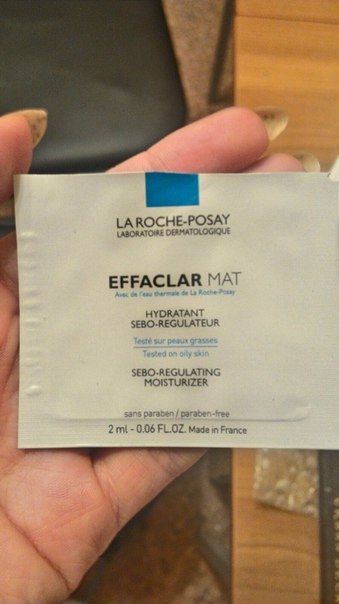 LA ROCHE-POSAY
LABORATOIRE DERMATOLOGIQUE
EFFACLAR MAT
Avec de l'eau thermale de La Roche-Posay
HYDRATANT
SEBO-REGULATEUR
Testé sur peaux grasses
Tested on oily skin
SEBO-REGULATING
MOISTURIZER
sans paraben / paraben-free
2 ml - 0.06 FL.OZ. Made in France